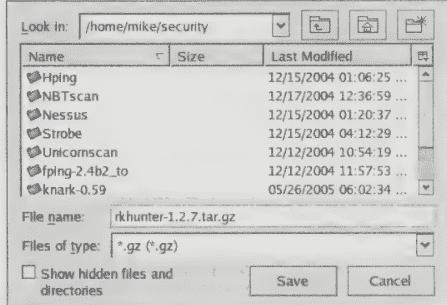 Look in: /home/mike/security
Name Size Last Modified
Hping 12/15/2004 01:06:25 ...
NBTscan 12/17/2004 12:36:59 ...
Nessus 12/15/2004 01:20:37 ...
Strobe 12/15/2004 04:12:29 ...
Unicornscan 12/12/2004 10:54:19 ...
fping-2.4b2_to 12/12/2004 11:57:53 ...
knark-0.59 05/26/2005 06:02:34 ...
File name: rkhunter-1.2.7.tar.gz
Files of type: *.gz (*.gz)
Show hidden files and
directories
Save Cancel